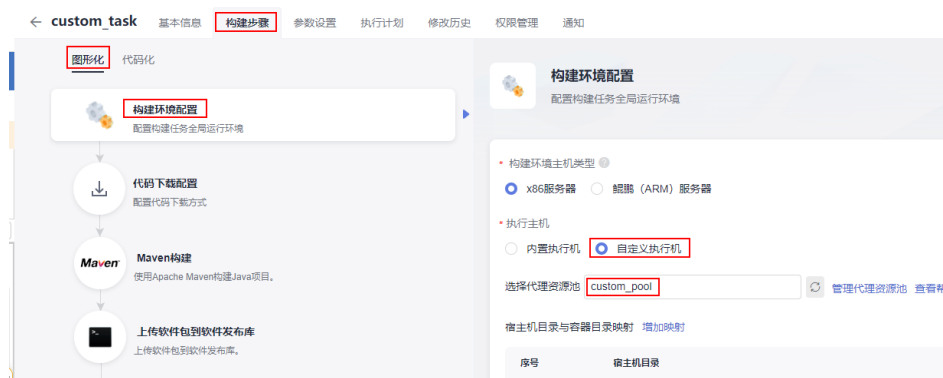 ← custom_task 基本信息 构建步骤 参数设置 执行计划 修改历史 权限管理 通知
图形化 代码化
构建环境配置
配置构建任务全局运行环境
代码下载配置
配置代码下载方式
Maven
Maven构建
使用Apache Maven构建Java项目。
上传软件包到软件发布库
上传软件包到软件发布库。
构建环境配置
配置构建任务全局运行环境
* 构建环境主机类型
x86服务器 鲲鹏（ARM）服务器
* 执行主机
内置执行机 自定义执行机
选择代理资源池 custom_pool 管理代理资源池 查看帮
宿主机目录与容器目录映射 增加映射
序号 宿主机目录